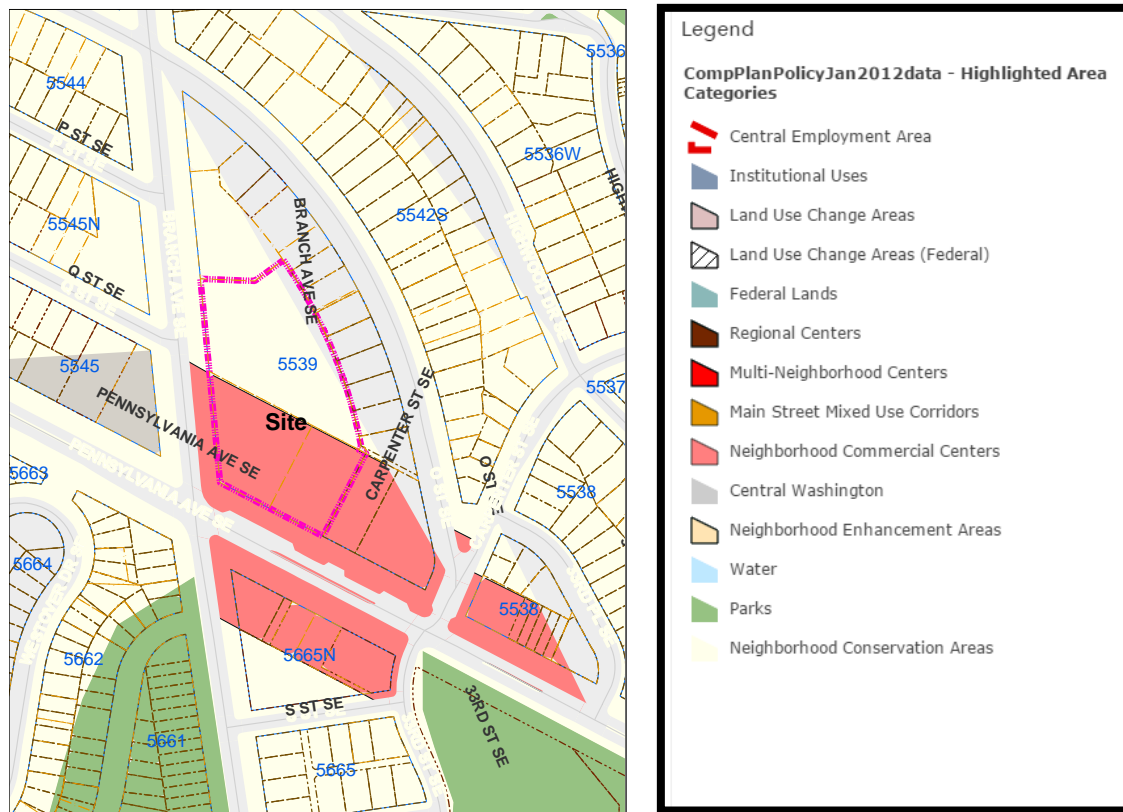 5544
5536
P ST SE
5536W
5545N
BRANCH AVE SE
5542S
Q ST SE
5539
5545
5537
PENNSYLVANIA AVE SE
PENNSYLVANIA AVE SE
Site
CARPENTER ST SE
5663
5538
5664
5538
5662
5665N
S ST SE
33RD ST SE
5661
5665
Legend
CompPlanPolicyJan2012data - Highlighted Area
Categories
Central Employment Area
Institutional Uses
Land Use Change Areas
Land Use Change Areas (Federal)
Federal Lands
Regional Centers
Multi-Neighborhood Centers
Main Street Mixed Use Corridors
Neighborhood Commercial Centers
Central Washington
Neighborhood Enhancement Areas
Water
Parks
Neighborhood Conservation Areas